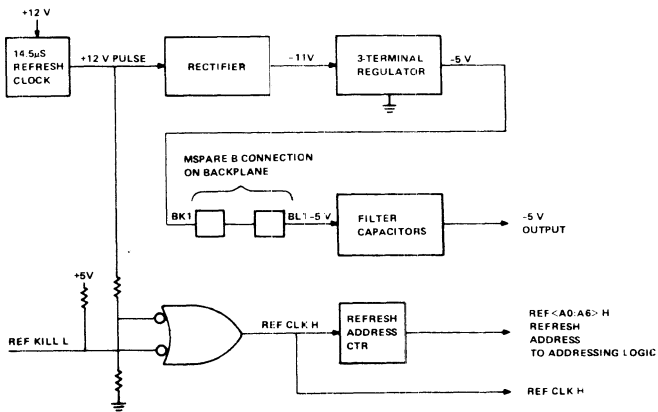 +12 V
14.5µS
REFRESH
CLOCK
+12 V PULSE
RECTIFIER
-11V
3-TERMINAL
REGULATOR
-5 V
MSPARE B CONNECTION
ON BACKPLANE
BK1
BL1 -5 V
FILTER
CAPACITORS
-5 V
OUTPUT
+5V
REF KILL L
REF CLK H
REFRESH
ADDRESS
CTR
REF <A0:A6> H
REFRESH
ADDRESS
TO ADDRESSING LOGIC
REF CLK H